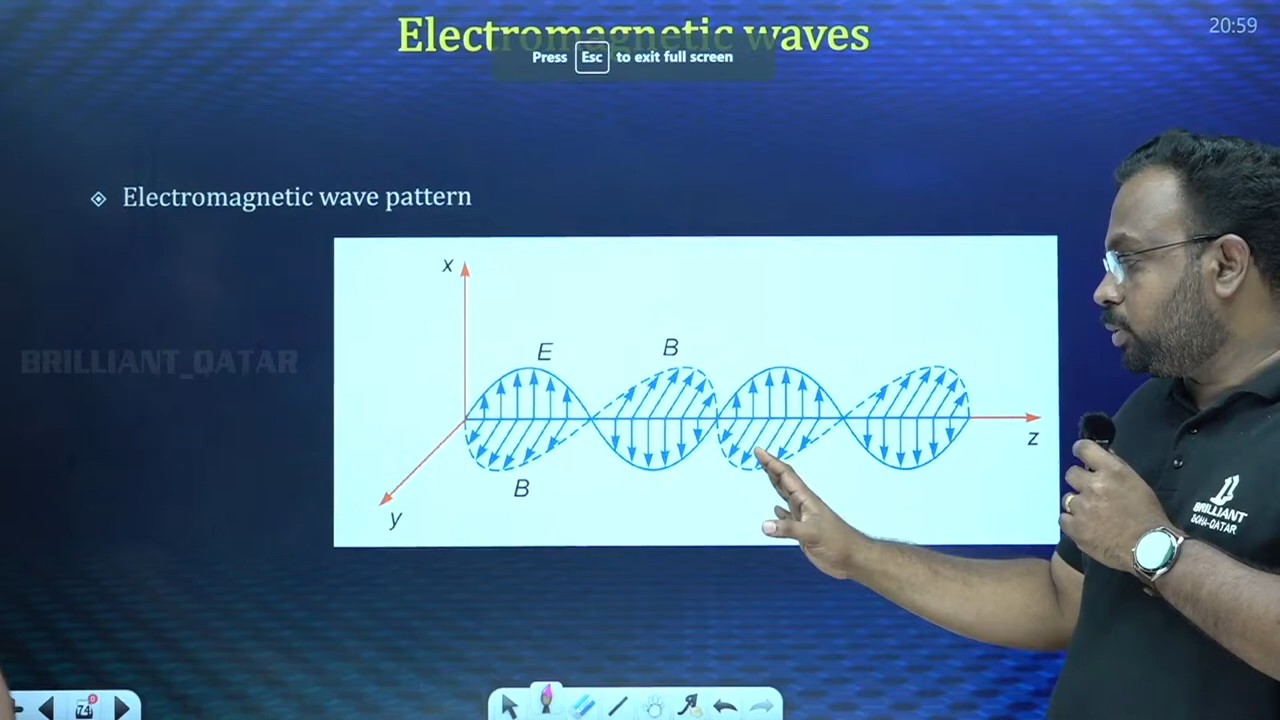 Electromagnetic waves
20:59
Press Esc to exit full screen
Electromagnetic wave pattern
x
E
B
BRILLIANT_QATAR
z
B
y
BRILLIANT
DOHA-QATAR
74